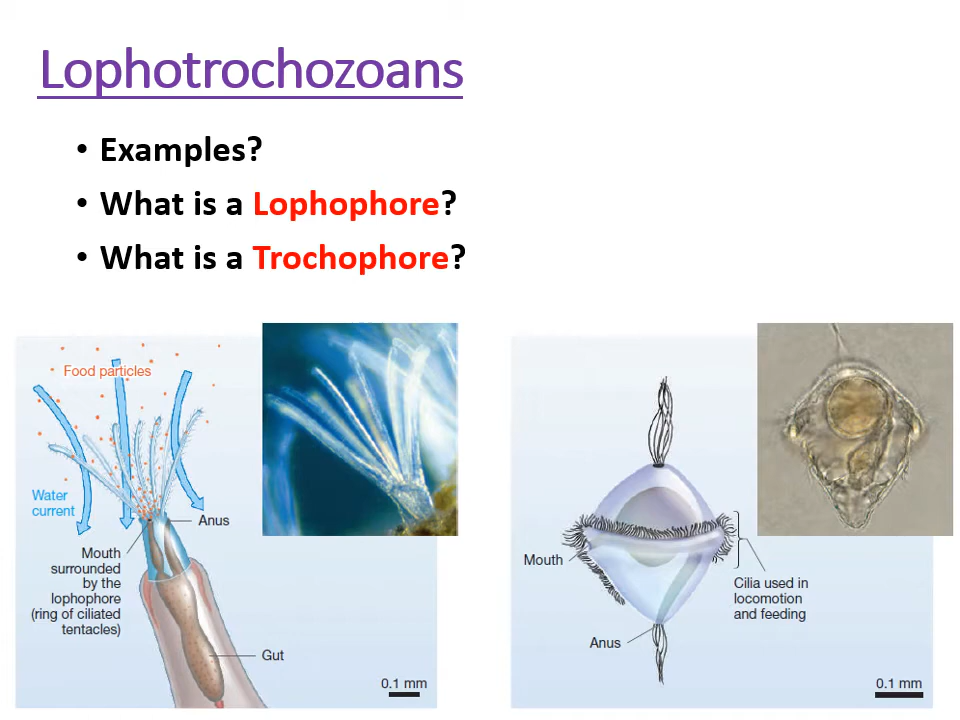 Lophotrochozoans
• Examples?
• What is a Lophophore?
• What is a Trochophore?
Food particles
Water
current
Anus
Mouth
surrounded
by the
lophophore
(ring of ciliated
tentacles)
Gut
0.1 mm
Mouth
Cilia used in
locomotion
and feeding
Anus
0.1 mm